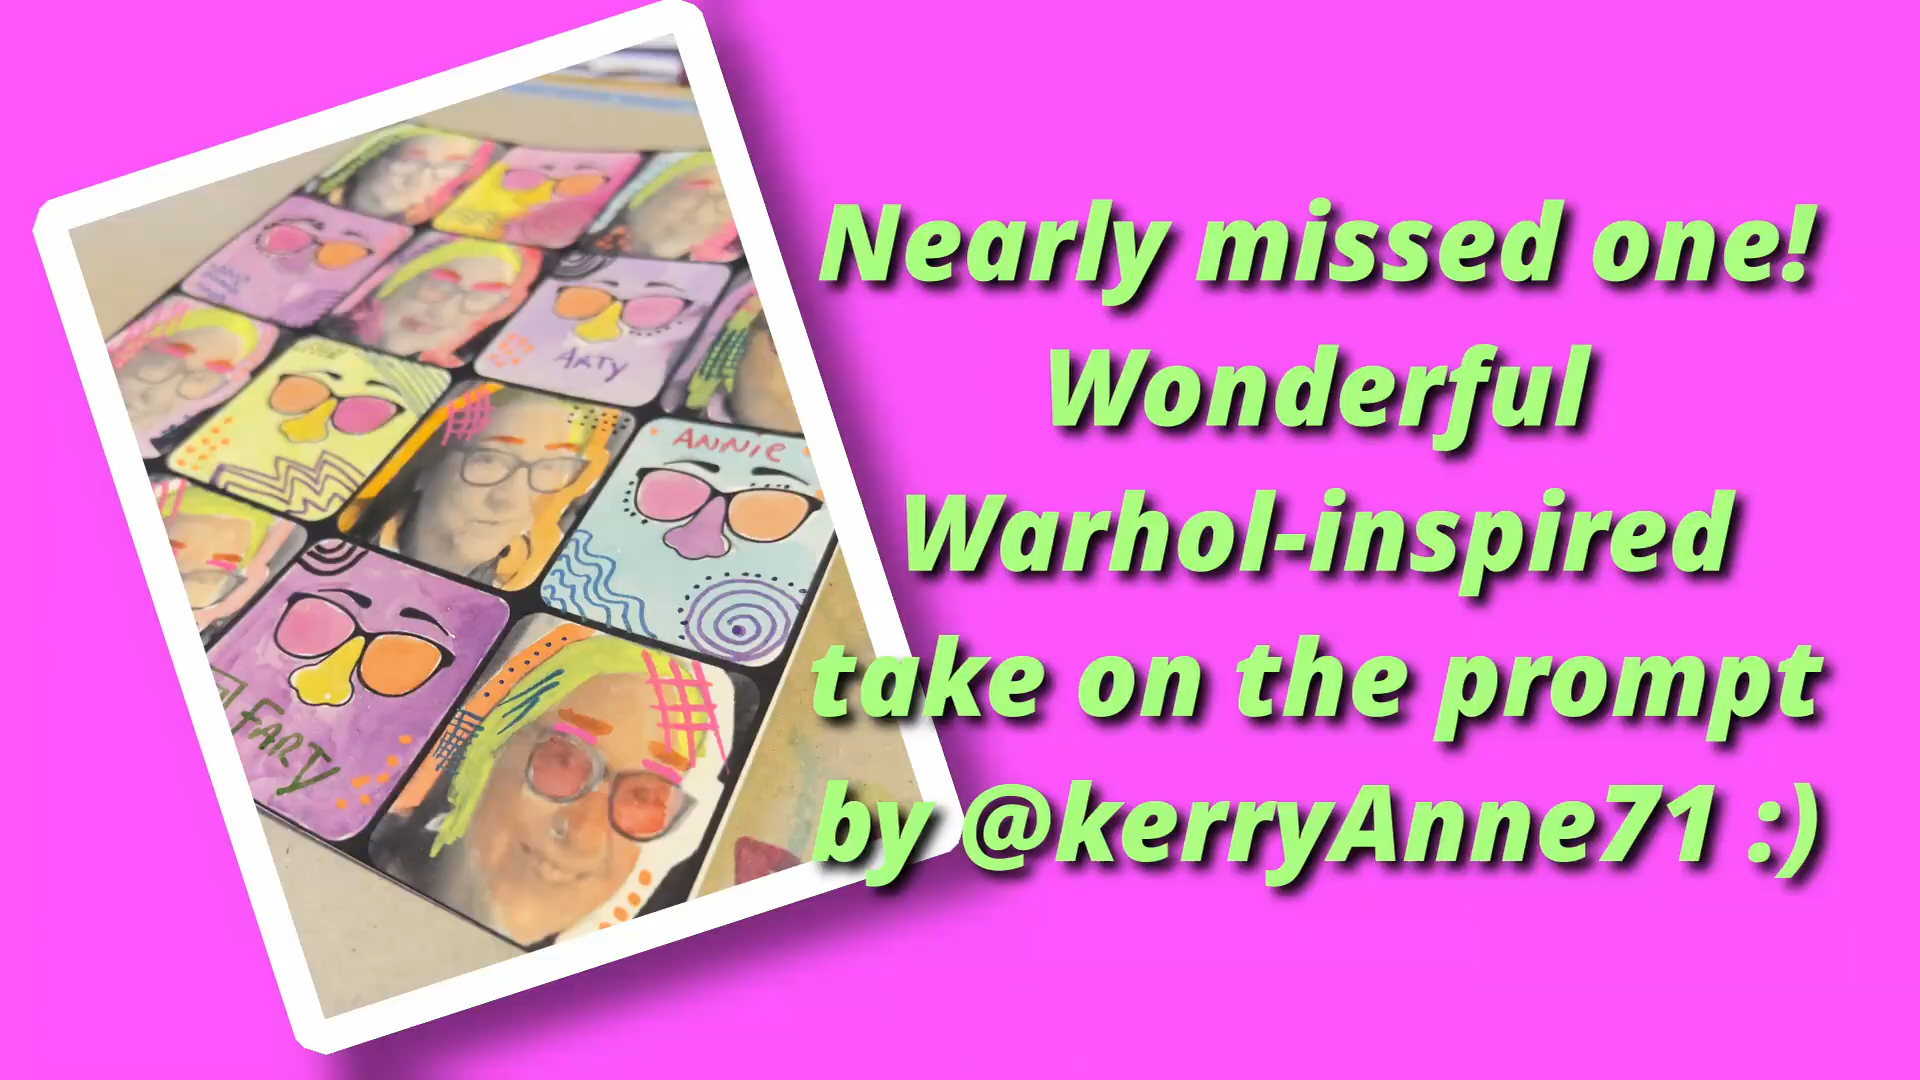 Nearly missed one!
Wonderful
Warhol-inspired
take on the prompt
by @kerryAnne71 :)
ARTY
ANNIE
FARTY